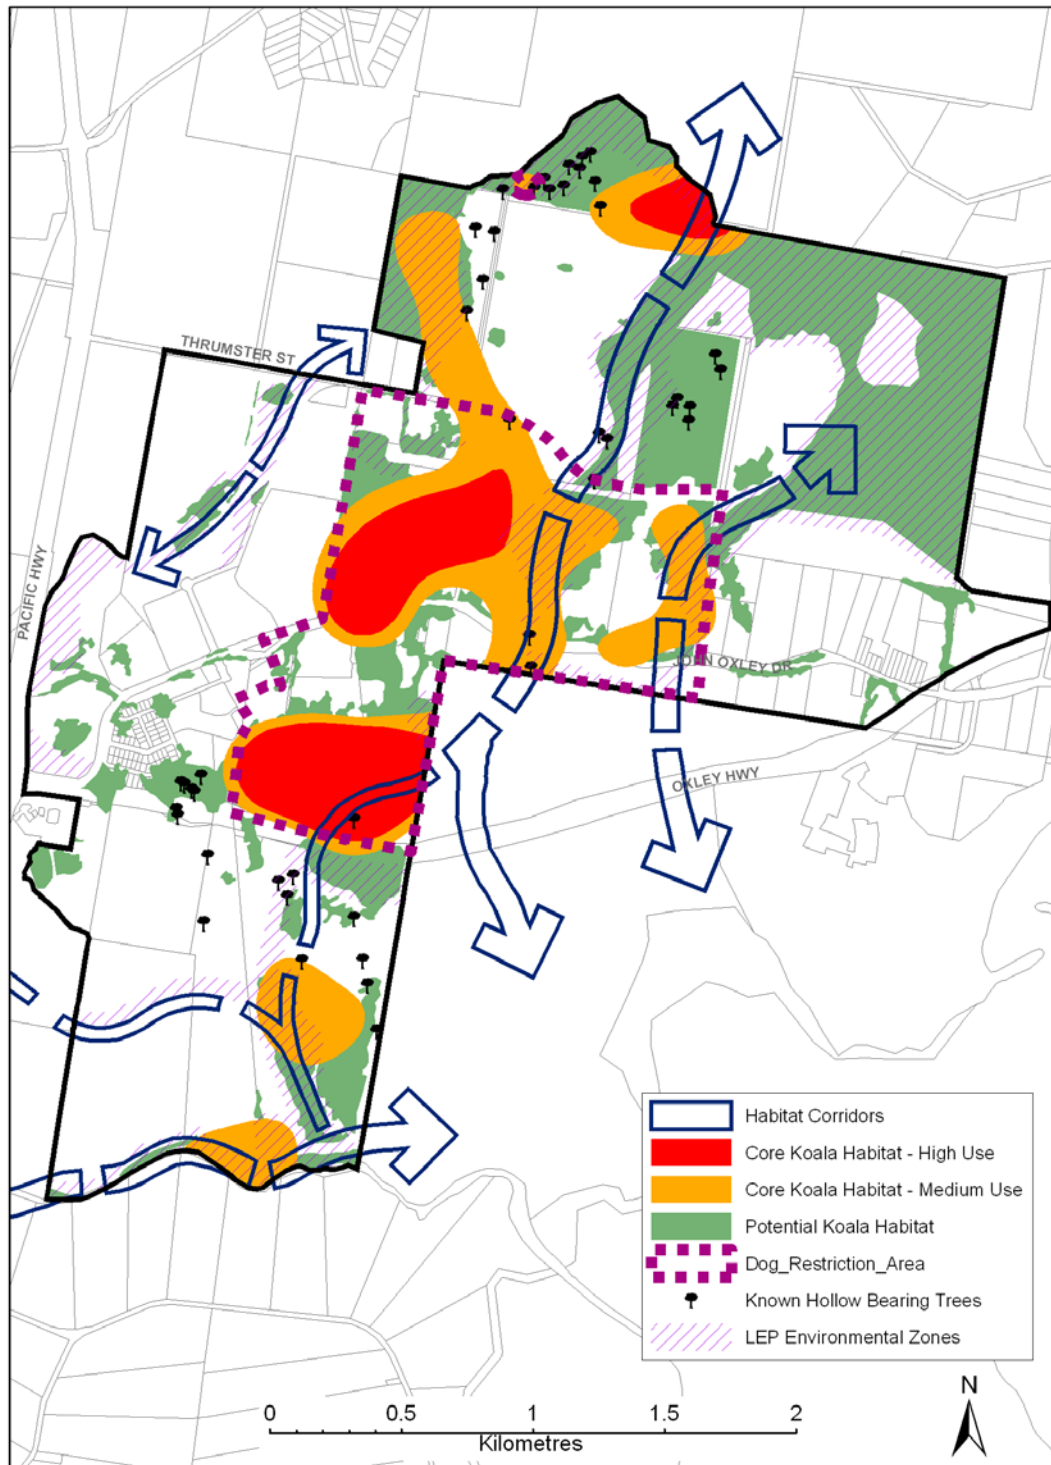 THRUMSTER ST
PACIFIC HWY
JOHN OXLEY DR
OXLEY HWY
Habitat Corridors
Core Koala Habitat - High Use
Core Koala Habitat - Medium Use
Potential Koala Habitat
Dog_Restriction_Area
Known Hollow Bearing Trees
LEP Environmental Zones
N
0 0.5 1 1.5 2
Kilometres